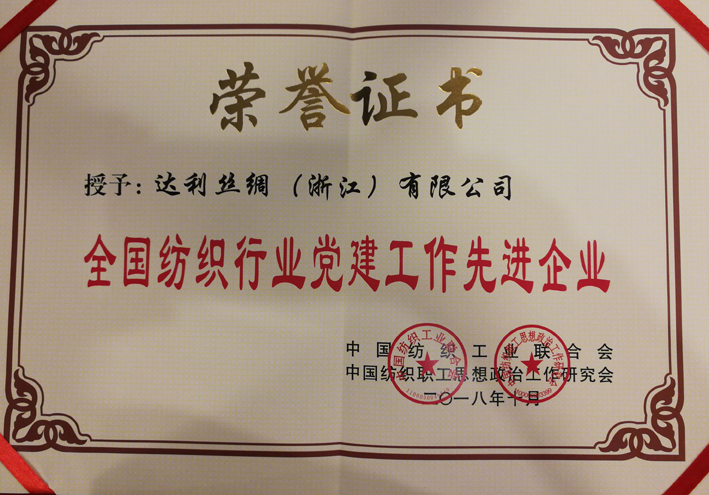 荣誉证书
授予：达利丝绸（浙江）有限公司
全国纺织行业党建工作先进企业
中国纺织工业联合会
中国纺织职工思想政治工作研究会
二〇一八年十月